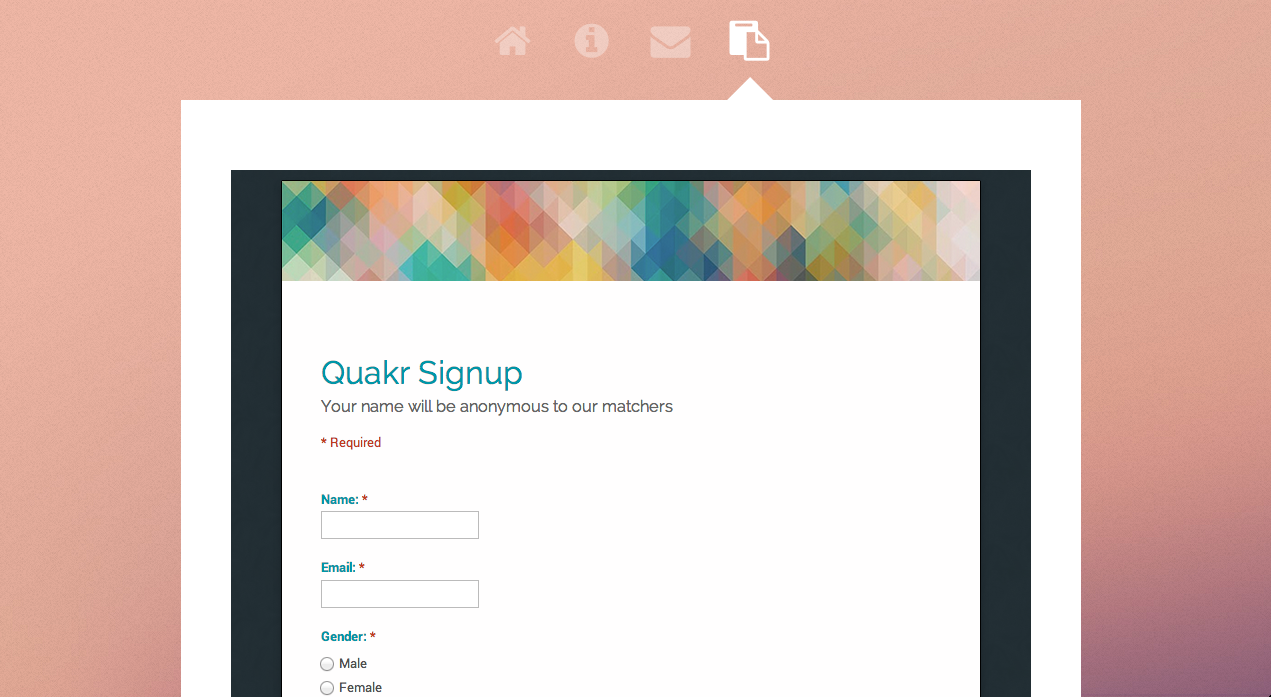 Quakr Signup
Your name will be anonymous to our matchers
* Required
Name: *
Email: *
Gender: *
Male
Female